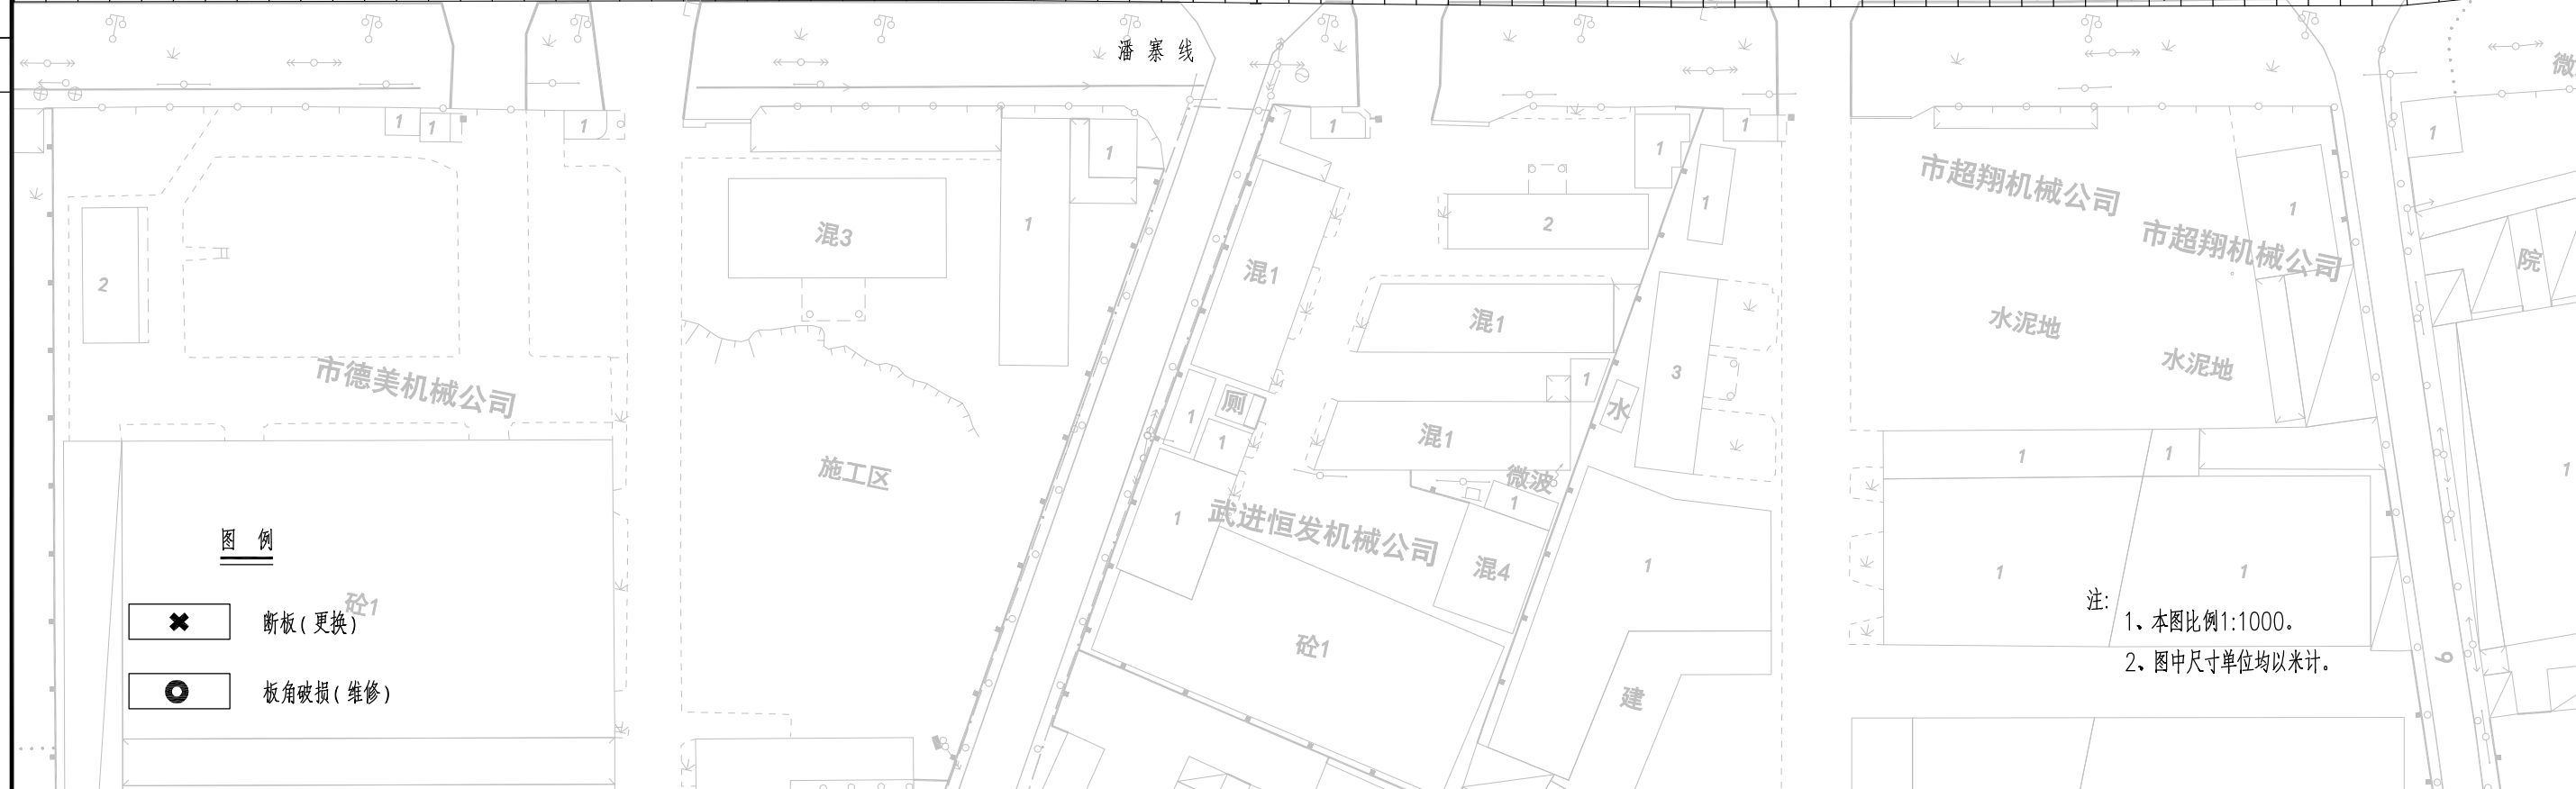 潘寨线
微
1
1
1
1
1
1
1
1
市超翔机械公司
1
1
1
2
混3
1
2
市超翔机械公司
院
混1
混1
水泥地
水泥地
市德美机械公司
3
1
水
厕
1
1
混1
1
1
1
施工区
微波
1
1
武进恒发机械公司
混4
1
1
1
图 例
砼1
断板(更换)
板角破损(维修)
砼1
建
注:
1、本图比例1:1000。
2、图中尺寸单位均以米计。
9